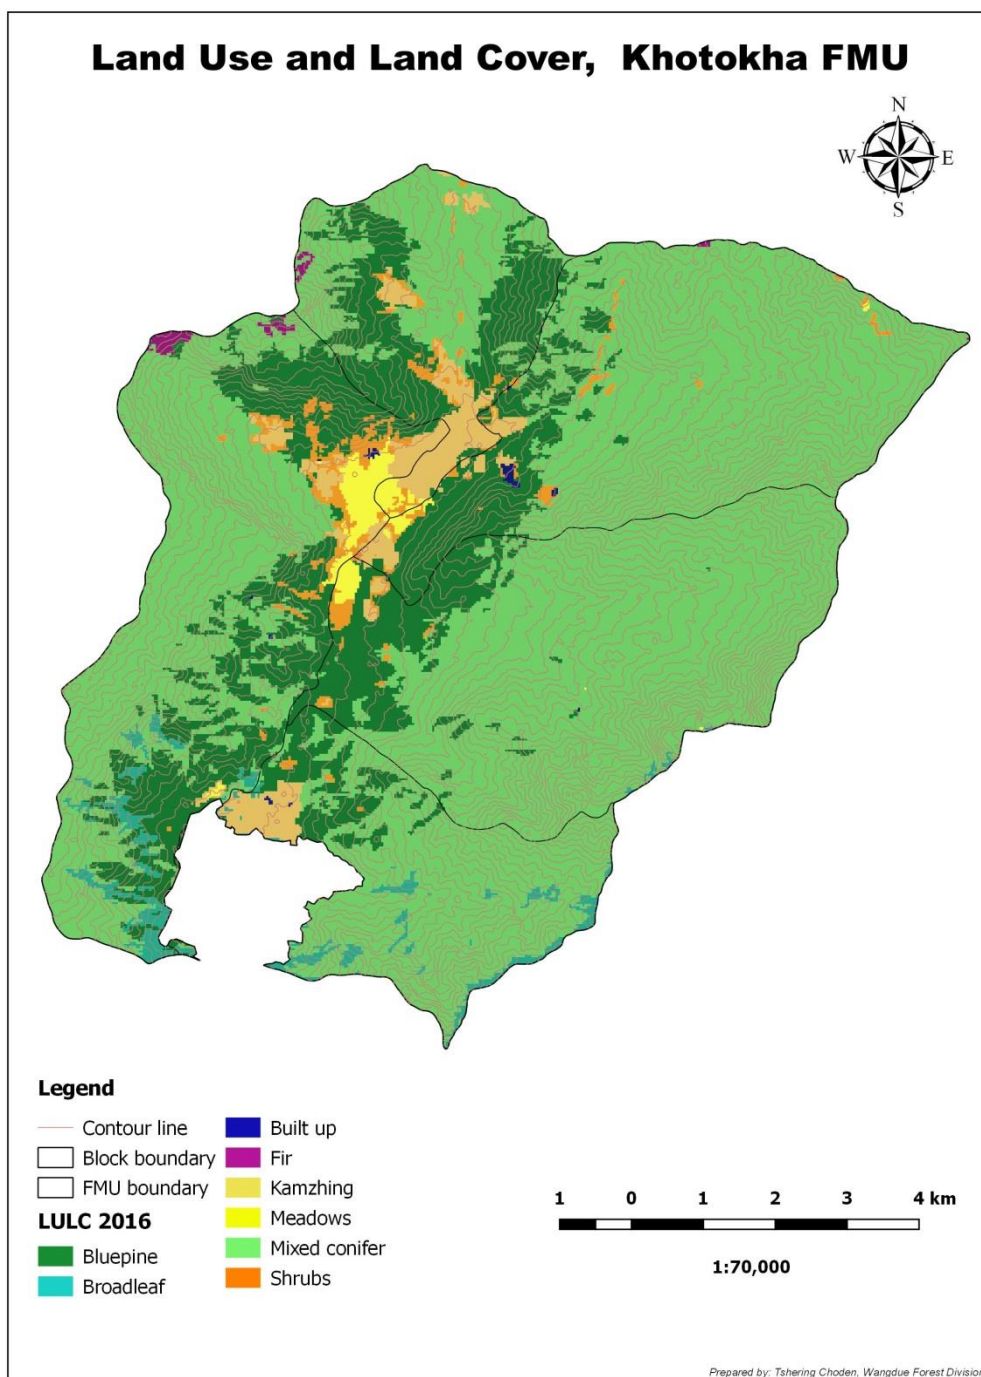 Land Use and Land Cover, Khotokha FMU
N
W E
S
Legend
Contour line
Block boundary
FMU boundary
LULC 2016
Bluepine
Broadleaf
Built up
Fir
Kamzhing
Meadows
Mixed conifer
Shrubs
1 0 1 2 3 4 km
1:70,000
Prepared by: Tshering Choden, Wangdue Forest Division